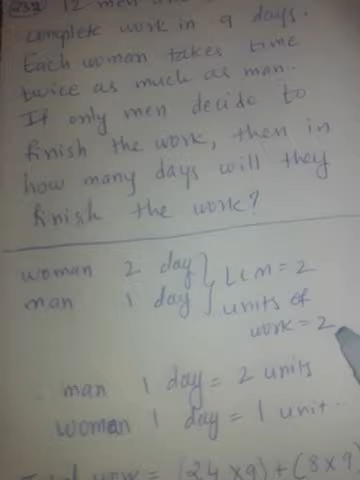 232 12 men and
complete work in 9 days.
Each woman takes time
twice as much as man.
If only men decide to
finish the work, then in
how many days will they
finish the work?
woman 2 day } LCM = 2
man 1 day } units of
work = 2
man 1 day = 2 units
woman 1 day = 1 unit..
Total work = (24 x 9) + (8 x 9)